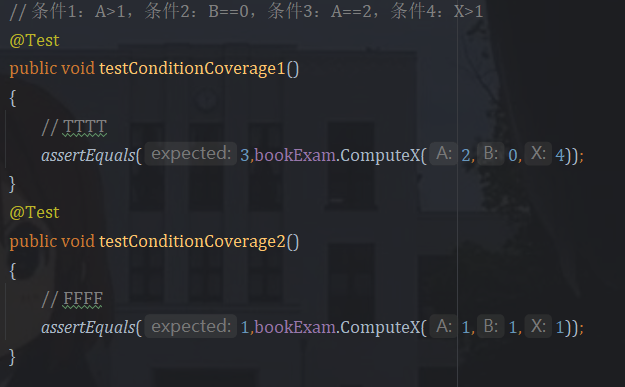 // 条件1：A>1，条件2：B==0，条件3：A==2，条件4：X>1
@Test
public void testConditionCoverage1()
{
// TTTT
assertEquals( expected: 3,bookExam.ComputeX( A: 2, B: 0, X: 4));
}
@Test
public void testConditionCoverage2()
{
// FFFF
assertEquals( expected: 1,bookExam.ComputeX( A: 1, B: 1, X: 1));
}